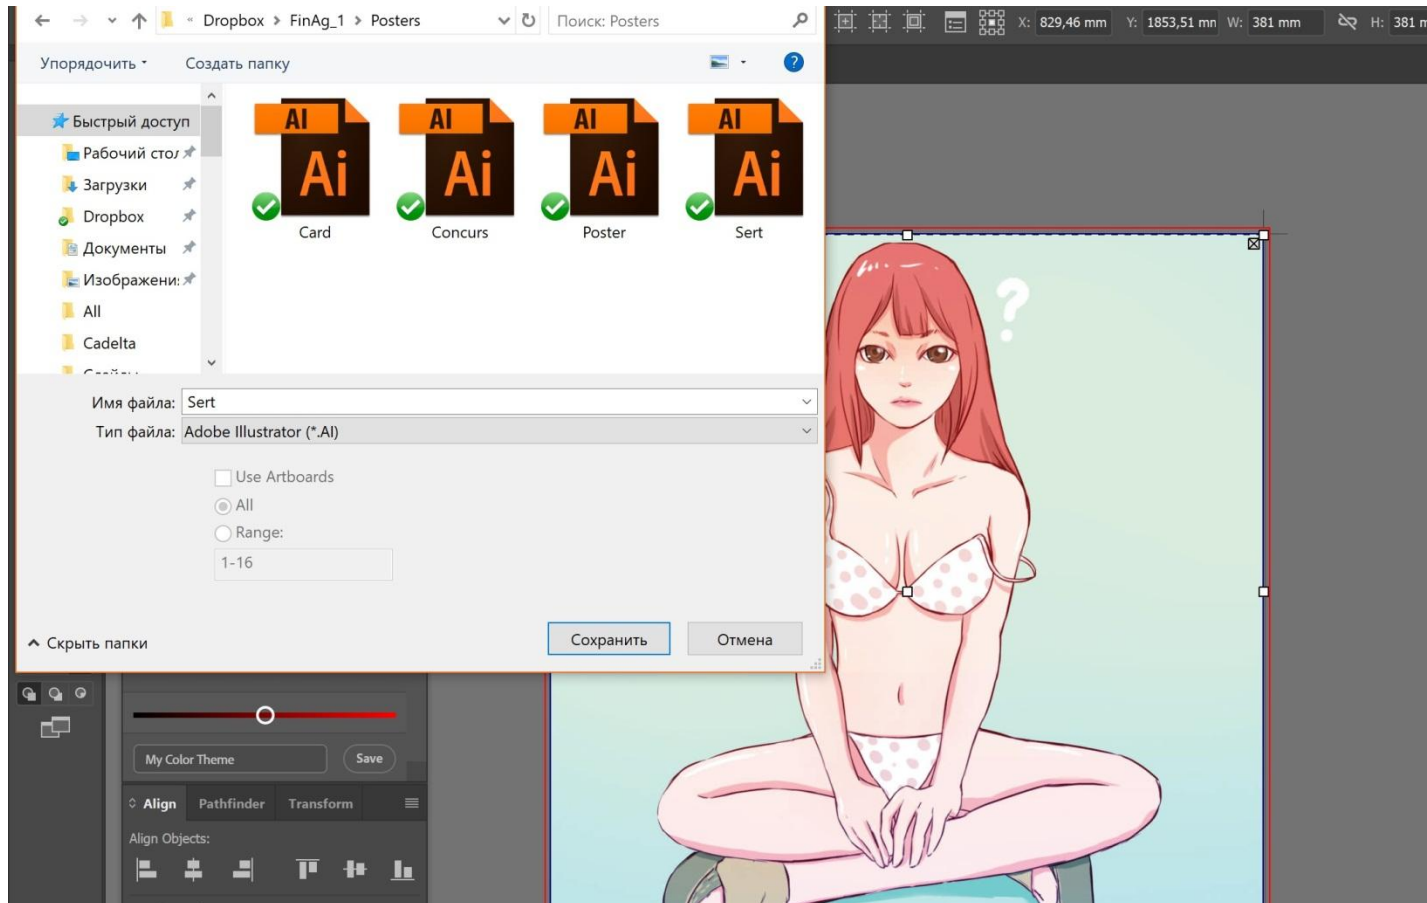 « Dropbox > FinAg_1 > Posters
Поиск: Posters
X: 829,46 mm Y: 1853,51 mm W: 381 mm H: 381 m
Упорядочить
Создать папку
?
Быстрый доступ
Рабочий стол
Загрузки
Dropbox
Документы
Изображени:
All
Cadelta
AI
Ai
AI
Ai
AI
Ai
AI
Ai
Card
Concurs
Poster
Sert
?
Имя файла: Sert
Тип файла: Adobe Illustrator (*.AI)
Use Artboards
All
Range:
1-16
Скрыть папки
Сохранить
Отмена
My Color Theme
Save
Align Pathfinder Transform
Align Objects: